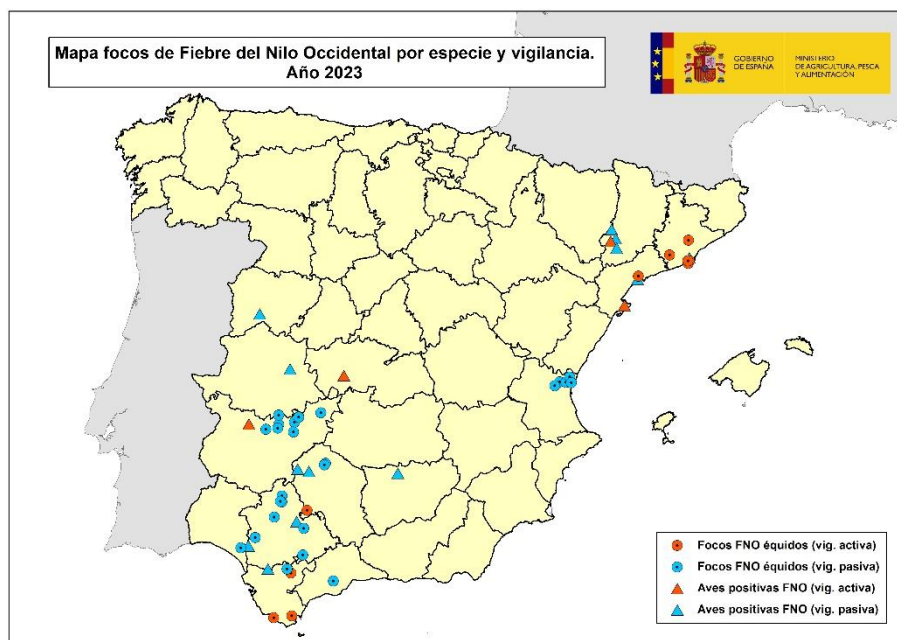 Mapa focos de Fiebre del Nilo Occidental por especie y vigilancia.
Año 2023
GOBIERNO
DE ESPAÑA
MINISTERIO
DE AGRICULTURA, PESCA
Y ALIMENTACIÓN
Focos FNO équidos (vig. activa)
Focos FNO équidos (vig. pasiva)
Aves positivas FNO (vig. activa)
Aves positivas FNO (vig. pasiva)